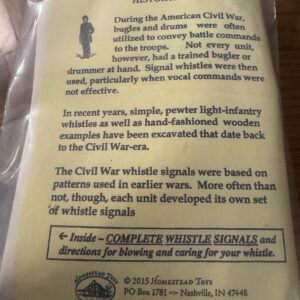 During the American Civil War,
bugles and drums were often
utilized to convey battle commands
to the troops. Not every unit,
however, had a trained bugler or
drummer at hand. Signal whistles were then
used, particularly when vocal commands were
not effective.
In recent years, simple, pewter light-infantry
whistles as well as hand-fashioned wooden
examples have been excavated that date back
to the Civil War-era.
The Civil War whistle signals were based on
patterns used in earlier wars. More often than
not, though, each unit developed its own set
of whistle signals
← Inside – COMPLETE WHISTLE SIGNALS and
directions for blowing and caring for your whistle.
HOMESTEAD TOYS
© 2015 HOMESTEAD TOYS
PO BOX 1781 Nashville, IN 47448